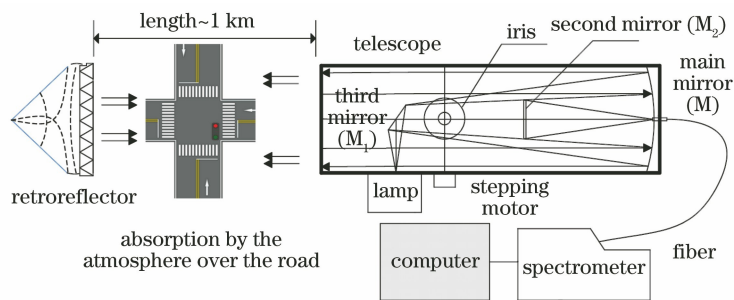 length~1 km
telescope
iris
second mirror (M2)
main
mirror
(M)
third
mirror
(M1)
retroreflector
lamp
stepping
motor
absorption by the
atmosphere over the road
computer
spectrometer
fiber